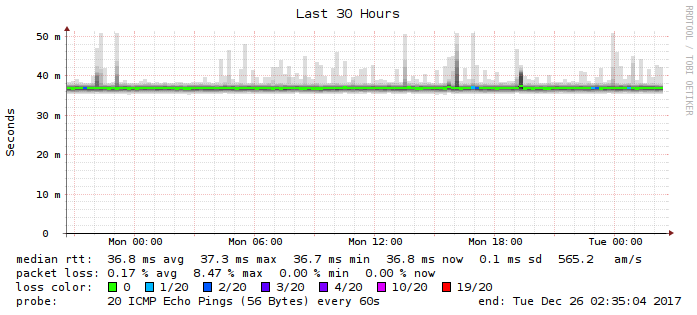 Last 30 Hours
RRDTOOL / TOBI OETIKER
Seconds
50 m
40 m
30 m
20 m
10 m
0
Mon 00:00 Mon 06:00 Mon 12:00 Mon 18:00 Tue 00:00
median rtt: 36.8 ms avg 37.3 ms max 36.7 ms min 36.8 ms now 0.1 ms sd 565.2 am/s
packet loss: 0.17 % avg 8.47 % max 0.00 % min 0.00 % now
loss color: 0 1/20 2/20 3/20 4/20 10/20 19/20
probe: 20 ICMP Echo Pings (56 Bytes) every 60s end: Tue Dec 26 02:35:04 2017